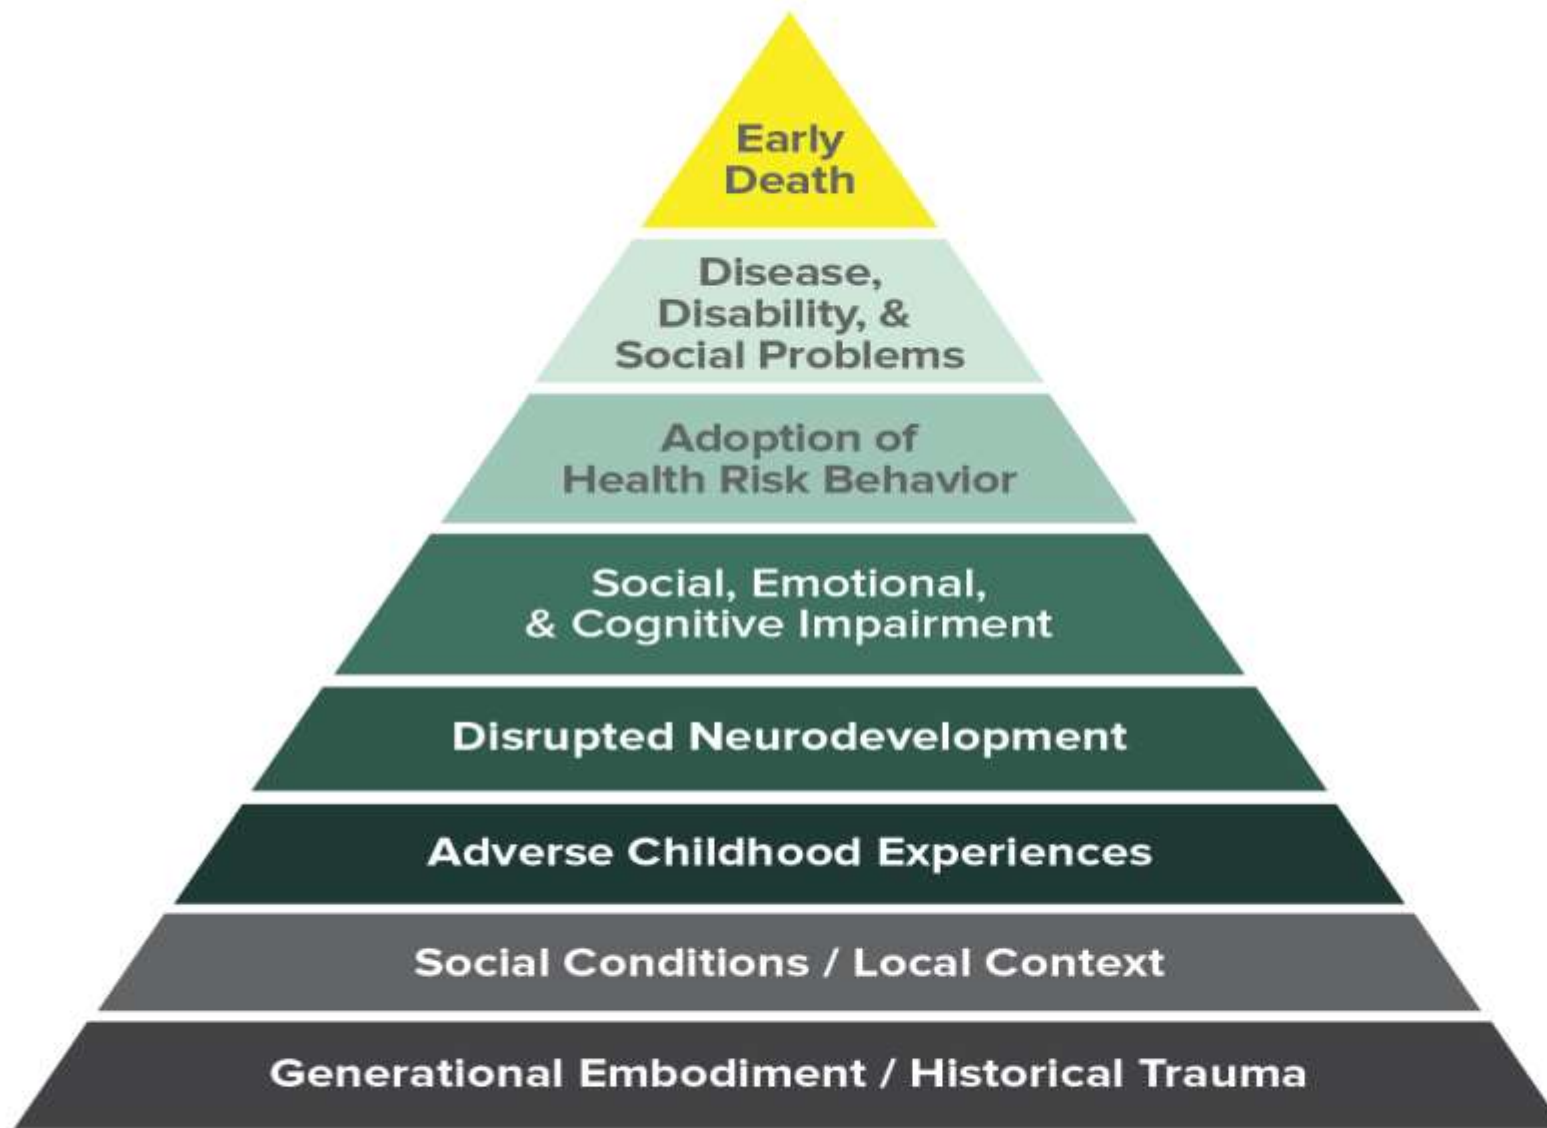 Early
Death
Disease,
Disability, &
Social Problems
Adoption of
Health Risk Behavior
Social, Emotional,
& Cognitive Impairment
Disrupted Neurodevelopment
Adverse Childhood Experiences
Social Conditions / Local Context
Generational Embodiment / Historical Trauma